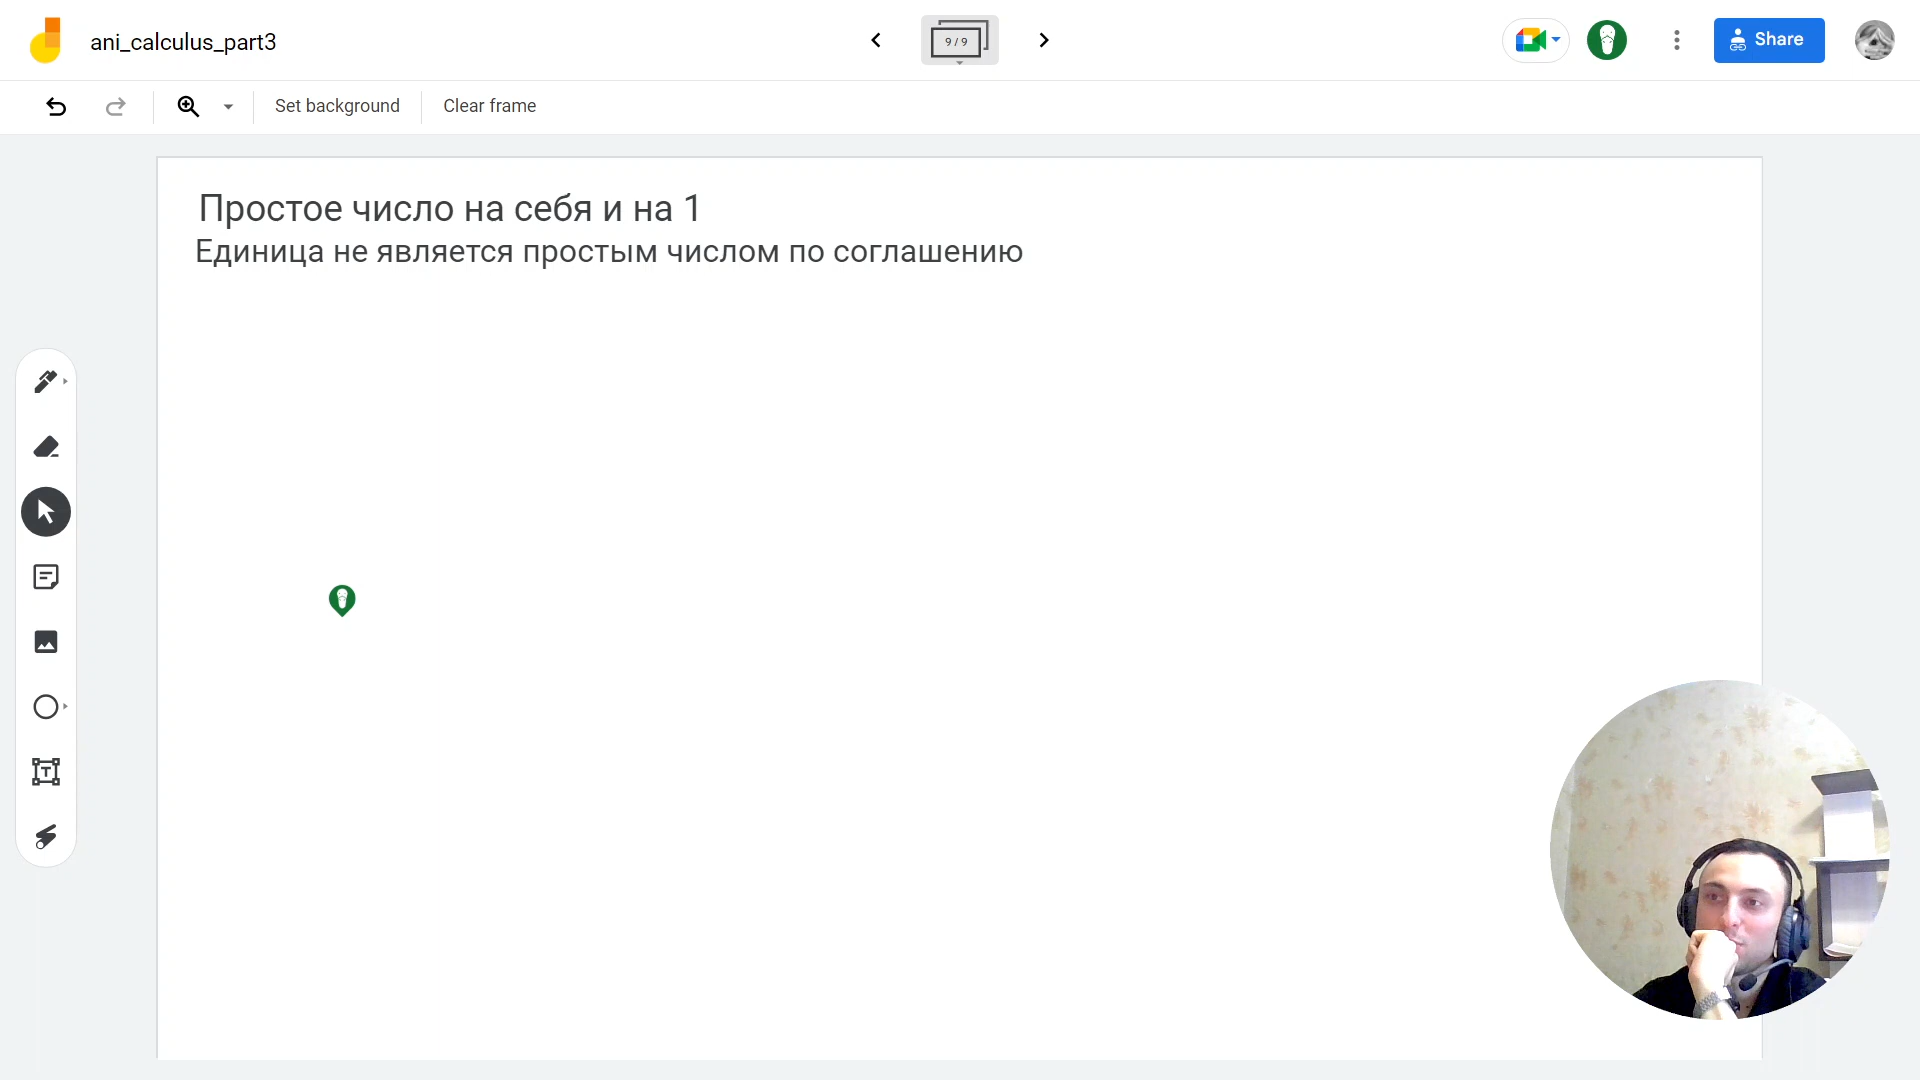 ani_calculus_part3
9/9
Share
Set background
Clear frame
Простое число на себя и на 1
Единица не является простым числом по соглашению